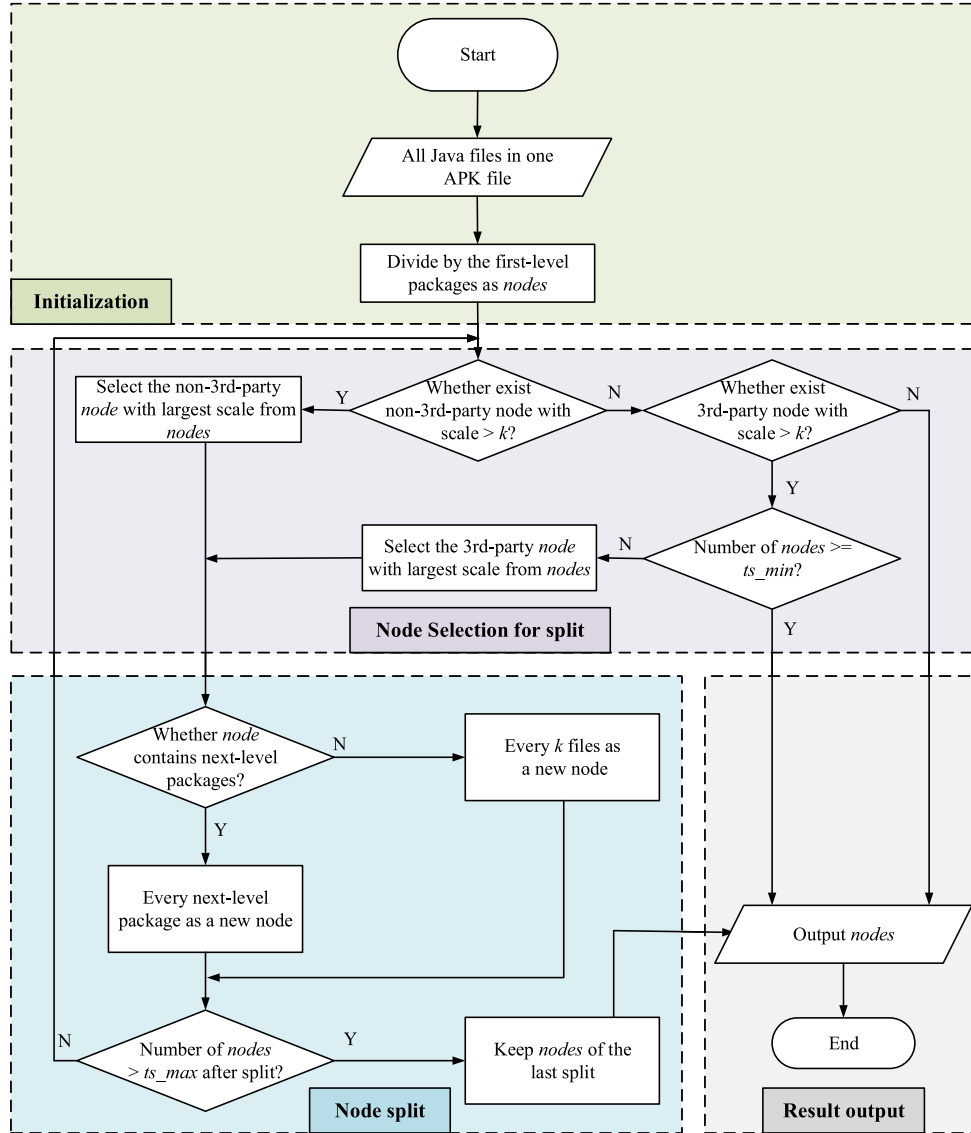 Start
All Java files in one
APK file
Divide by the first-level
packages as nodes
Initialization
Select the non-3rd-party
node with largest scale from
nodes
Y
Whether exist
non-3rd-party node with
scale > k?
N
Whether exist
3rd-party node with
scale > k?
N
Y
Select the 3rd-party node
with largest scale from nodes
N
Number of nodes >=
ts_min?
Y
Node Selection for split
Whether node
contains next-level
packages?
N
Every k files as
a new node
Y
Every next-level
package as a new node
Output nodes
N
Number of nodes
> ts_max after split?
Y
Keep nodes of the
last split
End
Node split
Result output